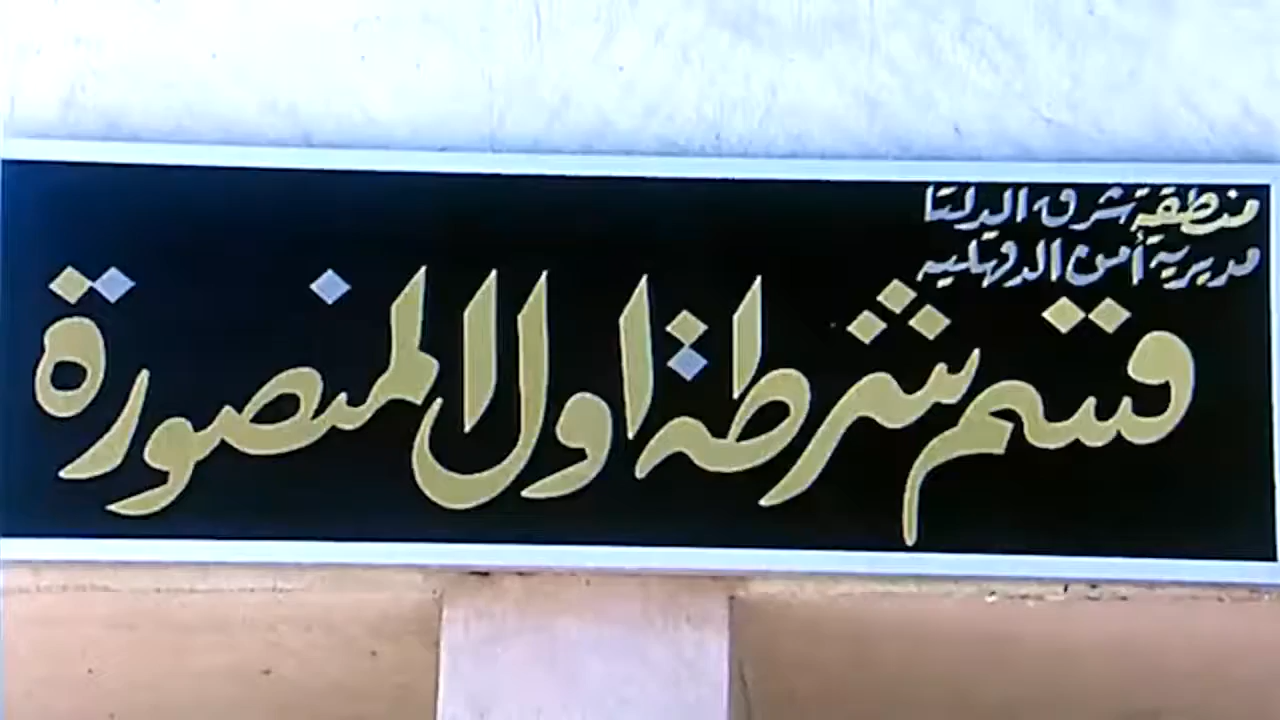 منطقة شرق الدلتا
مديرية أمن الدقهلية
قسم شرطة اول المنصورة